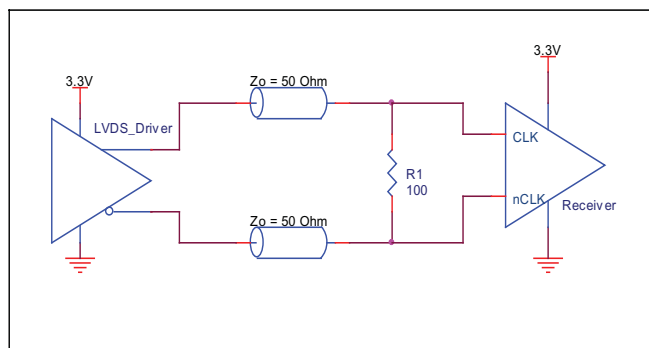 3.3V
LVDS_Driver
Zo = 50 Ohm
Zo = 50 Ohm
R1
100
3.3V
CLK
nCLK
Receiver